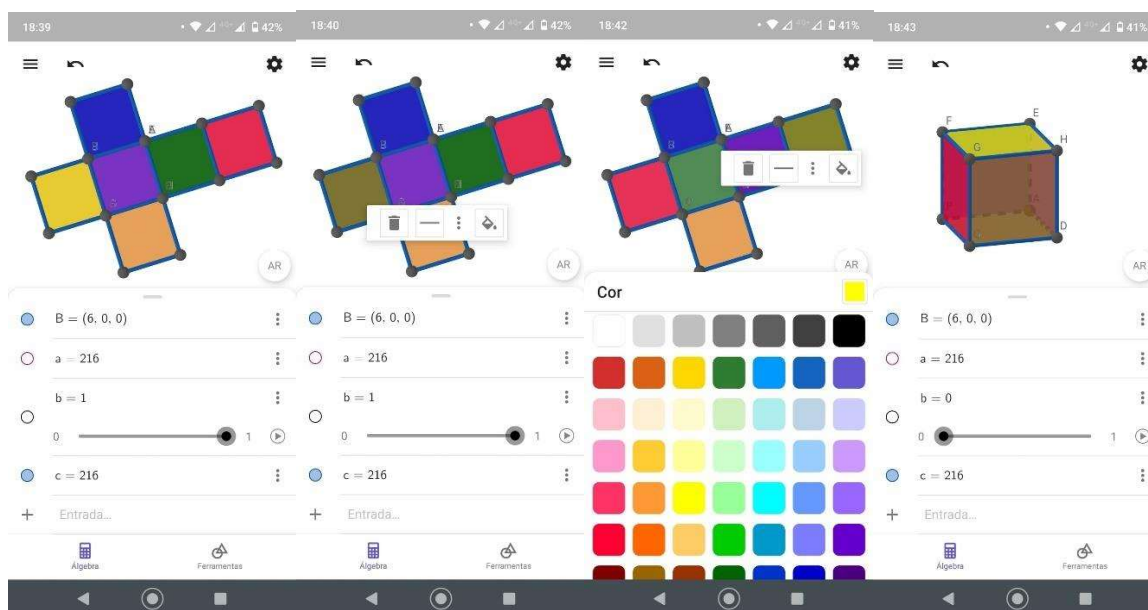 18:39
42%
A
B
AR
B = (6, 0, 0)
a = 216
b = 1
0
1
c = 216
+ Entrada...
Álgebra
Ferramentas
18:40
42%
A
B
B = (6, 0, 0)
a = 216
b = 1
0
1
c = 216
+ Entrada...
Álgebra
Ferramentas
18:42
41%
AR
Cor
18:43
41%
F
E
G
H
A
D
AR
B = (6, 0, 0)
a = 216
b = 0
0
1
c = 216
+ Entrada...
Álgebra
Ferramentas